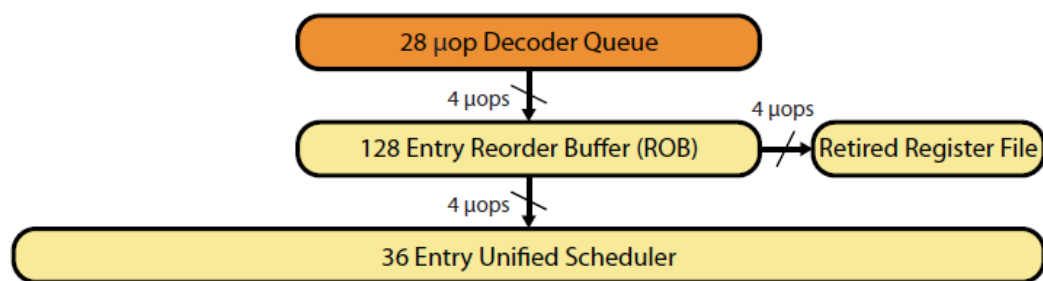 28 μop Decoder Queue
4 μops
4 μops
128 Entry Reorder Buffer (ROB)
Retired Register File
4 μops
36 Entry Unified Scheduler